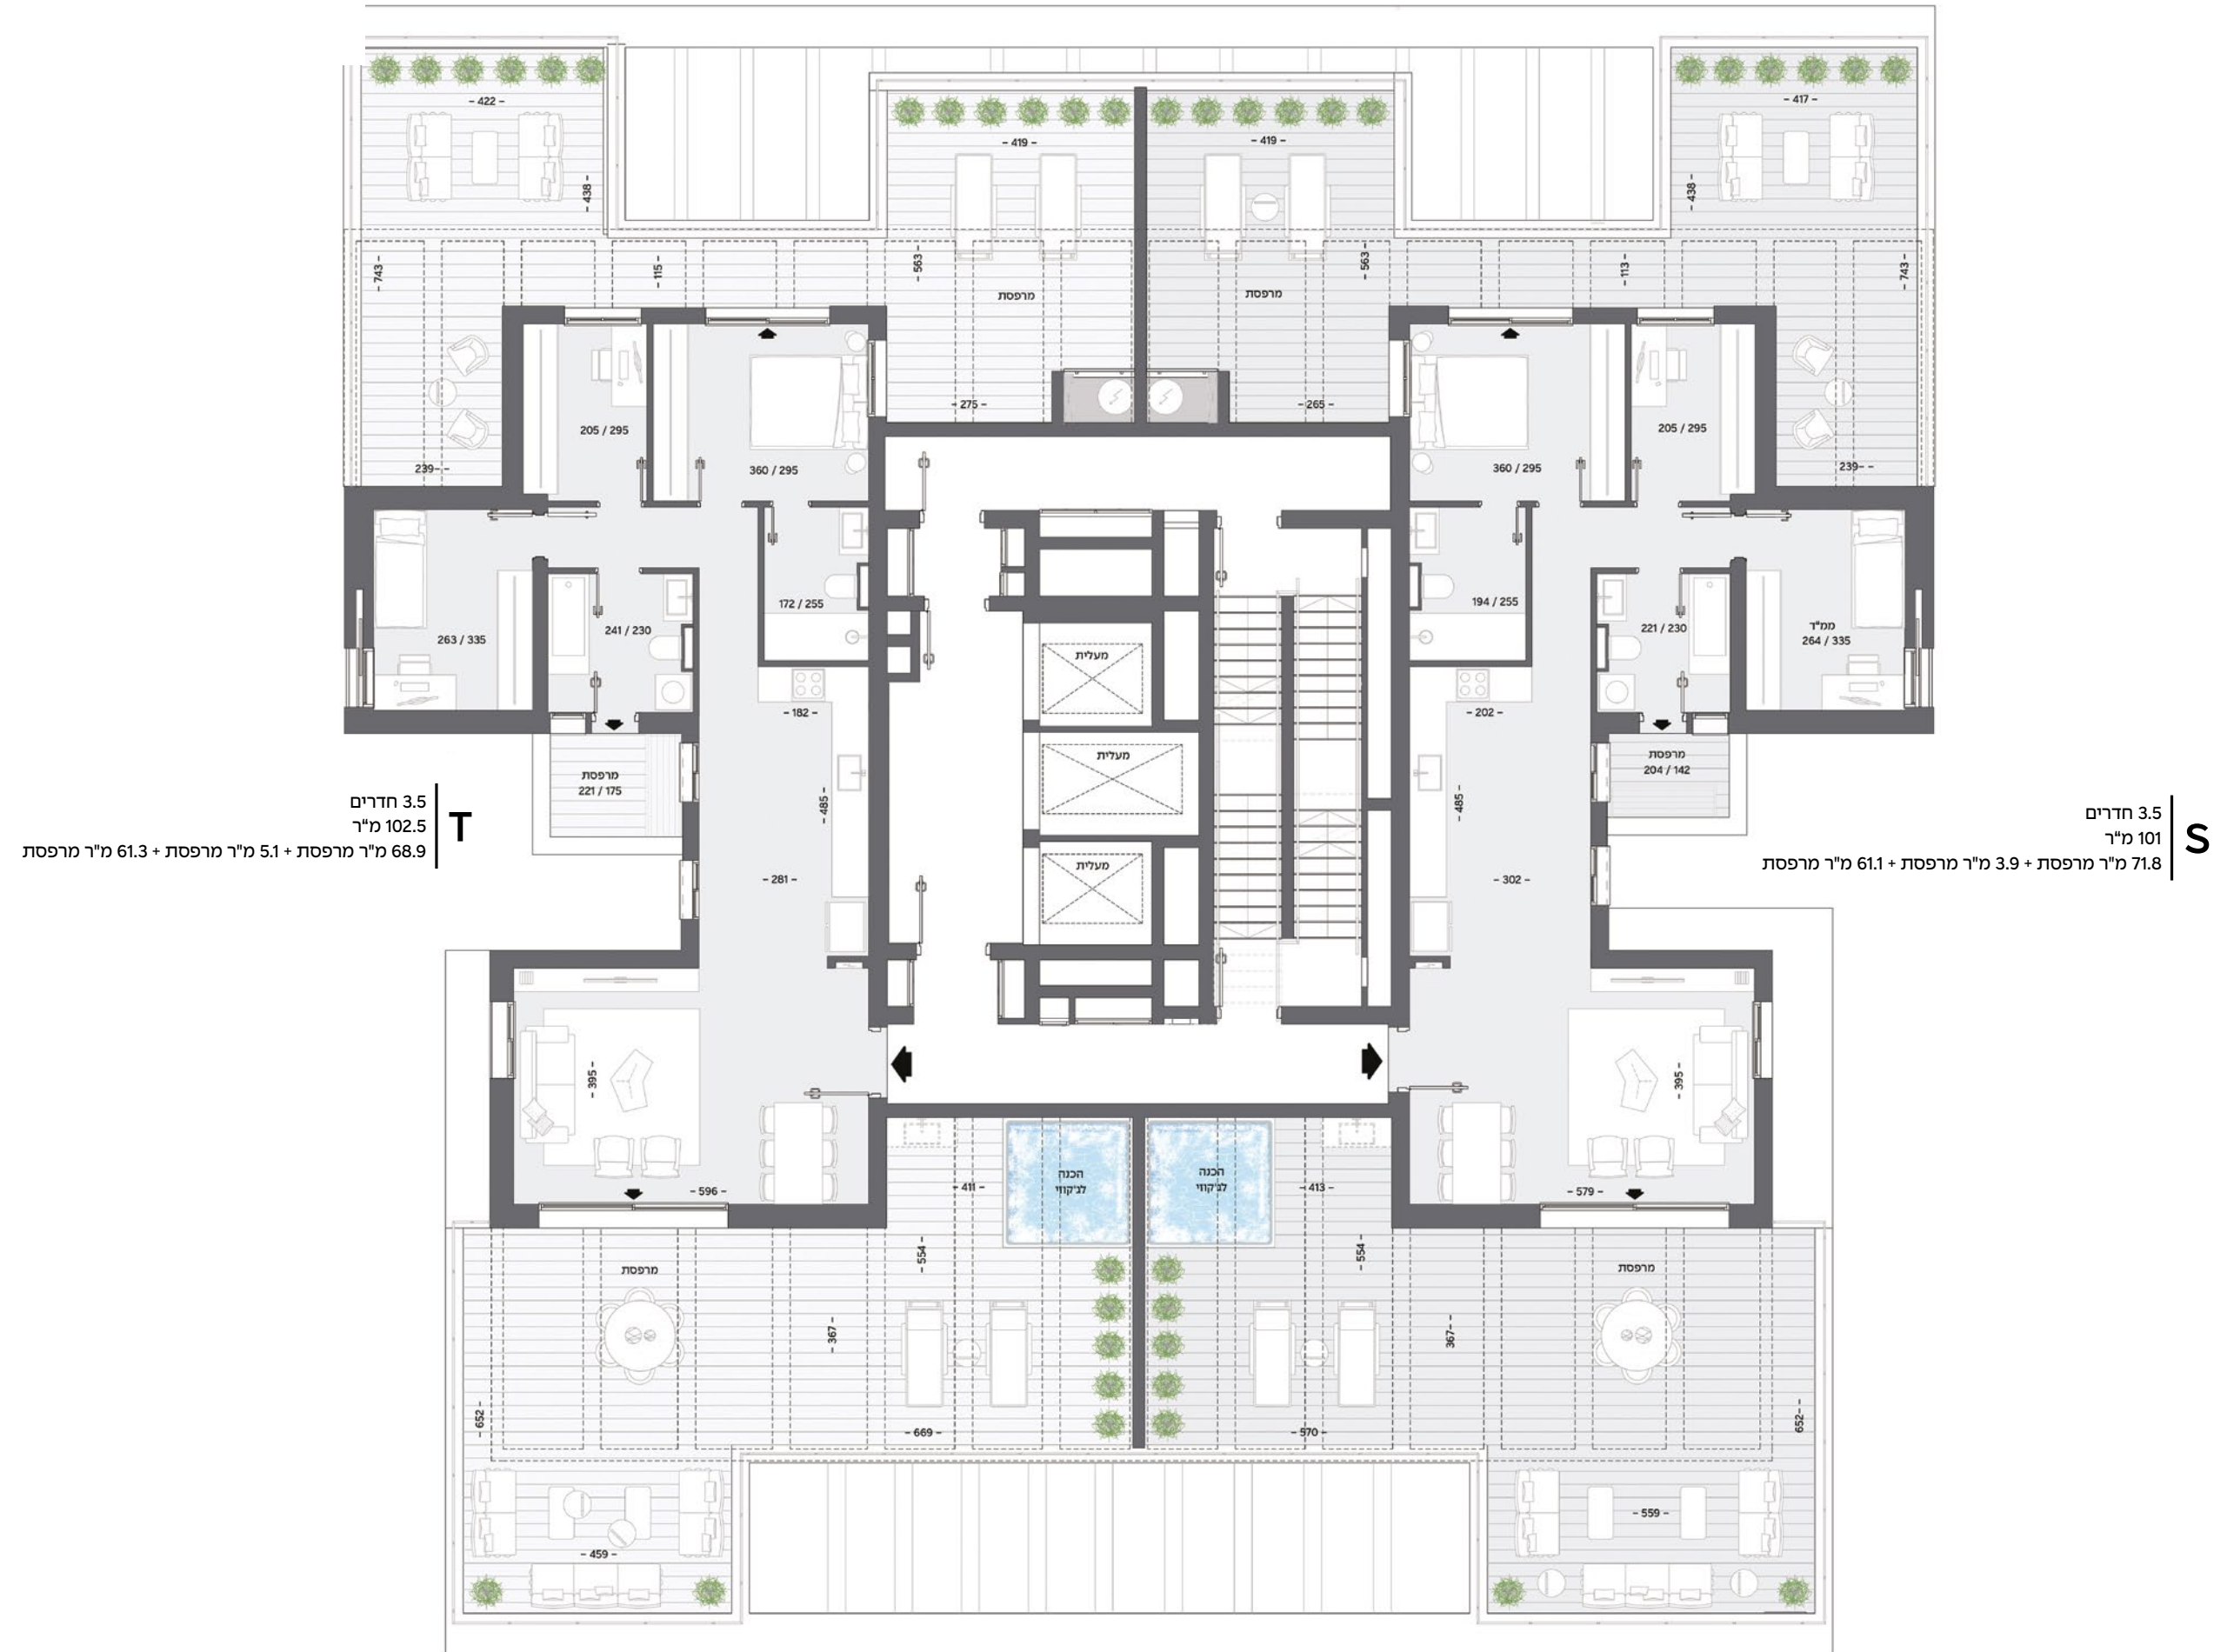 - 422 -
- 417 -
- 419 -
- 419 -
- 438 -
- 438 -
- 743 -
- 115 -
- 563 -
- 563 -
- 113 -
- 743 -
מרפסת
מרפסת
- 275 -
- 265 -
205 / 295
205 / 295
239- -
360 / 295
360 / 295
239- -
172 / 255
194 / 255
241 / 230
221 / 230
263 / 335
ממ"ד
264 / 335
מעלית
- 182 -
- 202 -
מעלית
מרפסת
221 / 175
מרפסת
204 / 142
- 485 -
- 485 -
T
3.5 חדרים
102.5 מ"ר
68.9 מ"ר מרפסת + 5.1 מ"ר מרפסת + 61.3 מ"ר מרפסת
S
3.5 חדרים
101 מ"ר
71.8 מ"ר מרפסת + 3.9 מ"ר מרפסת + 61.1 מ"ר מרפסת
מעלית
- 281 -
- 302 -
- 395 -
- 395 -
- 596 -
- 411 -
הכנה
לג'קוזי
הכנה
לג'קוזי
- 413 -
- 579 -
- 554 -
- 554 -
מרפסת
מרפסת
- 367 -
367- -
- 652 -
- 669 -
- 570 -
652- -
- 459 -
- 559 -